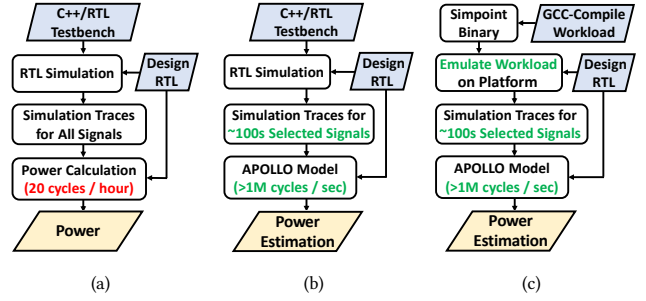 C++/RTL
Testbench
RTL Simulation
Design
RTL
Simulation Traces
for All Signals
Power Calculation
(20 cycles / hour)
Power
(a)
C++/RTL
Testbench
RTL Simulation
Design
RTL
Simulation Traces for
~100s Selected Signals
APOLLO Model
(>1M cycles / sec)
Power
Estimation
(b)
Simpoint
Binary
GCC-Compile
Workload
Emulate Workload
on Platform
Design
RTL
Simulation Traces for
~100s Selected Signals
APOLLO Model
(>1M cycles / sec)
Power
Estimation
(c)